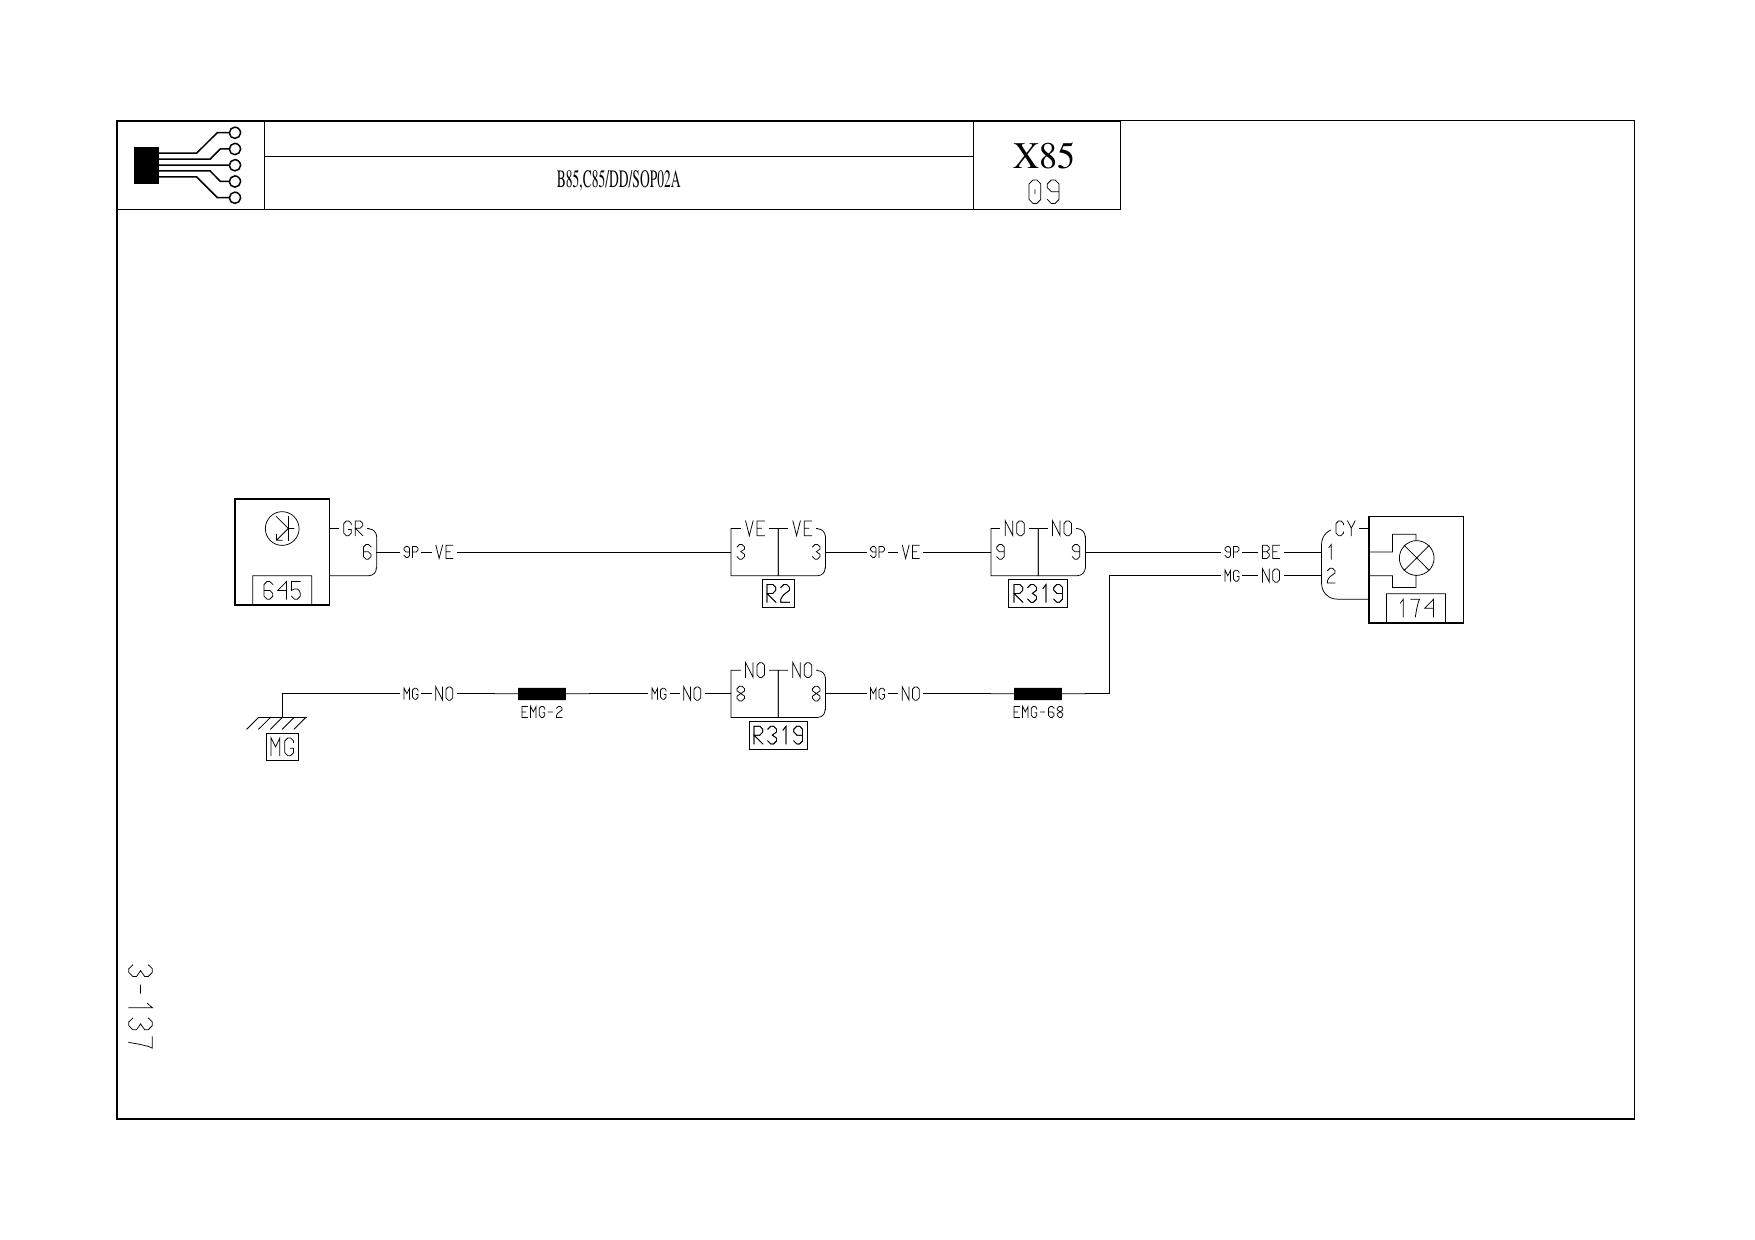 B85,C85/DD/SOP02A
X85
09
GR
6
9P VE
645
VE VE
3 3
R2
9P VE
NO NO
9 9
R319
9P BE
MG NO
CY
1
2
174
MG
MG NO
EMG-2
MG NO
NO NO
8 8
R319
MG NO
EMG-68
3-137